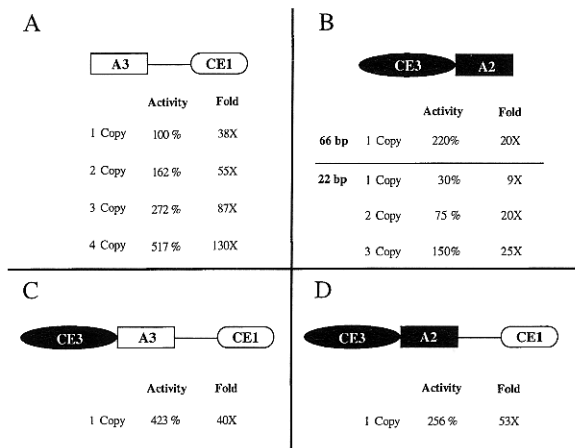 A
A3 CE1
Activity Fold
1 Copy 100 % 38X
2 Copy 162 % 55X
3 Copy 272 % 87X
4 Copy 517 % 130X
B
CE3 A2
Activity Fold
66 bp 1 Copy 220% 20X
22 bp 1 Copy 30% 9X
2 Copy 75 % 20X
3 Copy 150% 25X
C
CE3 A3 CE1
Activity Fold
1 Copy 423 % 40X
D
CE3 A2 CE1
Activity Fold
1 Copy 256 % 53X